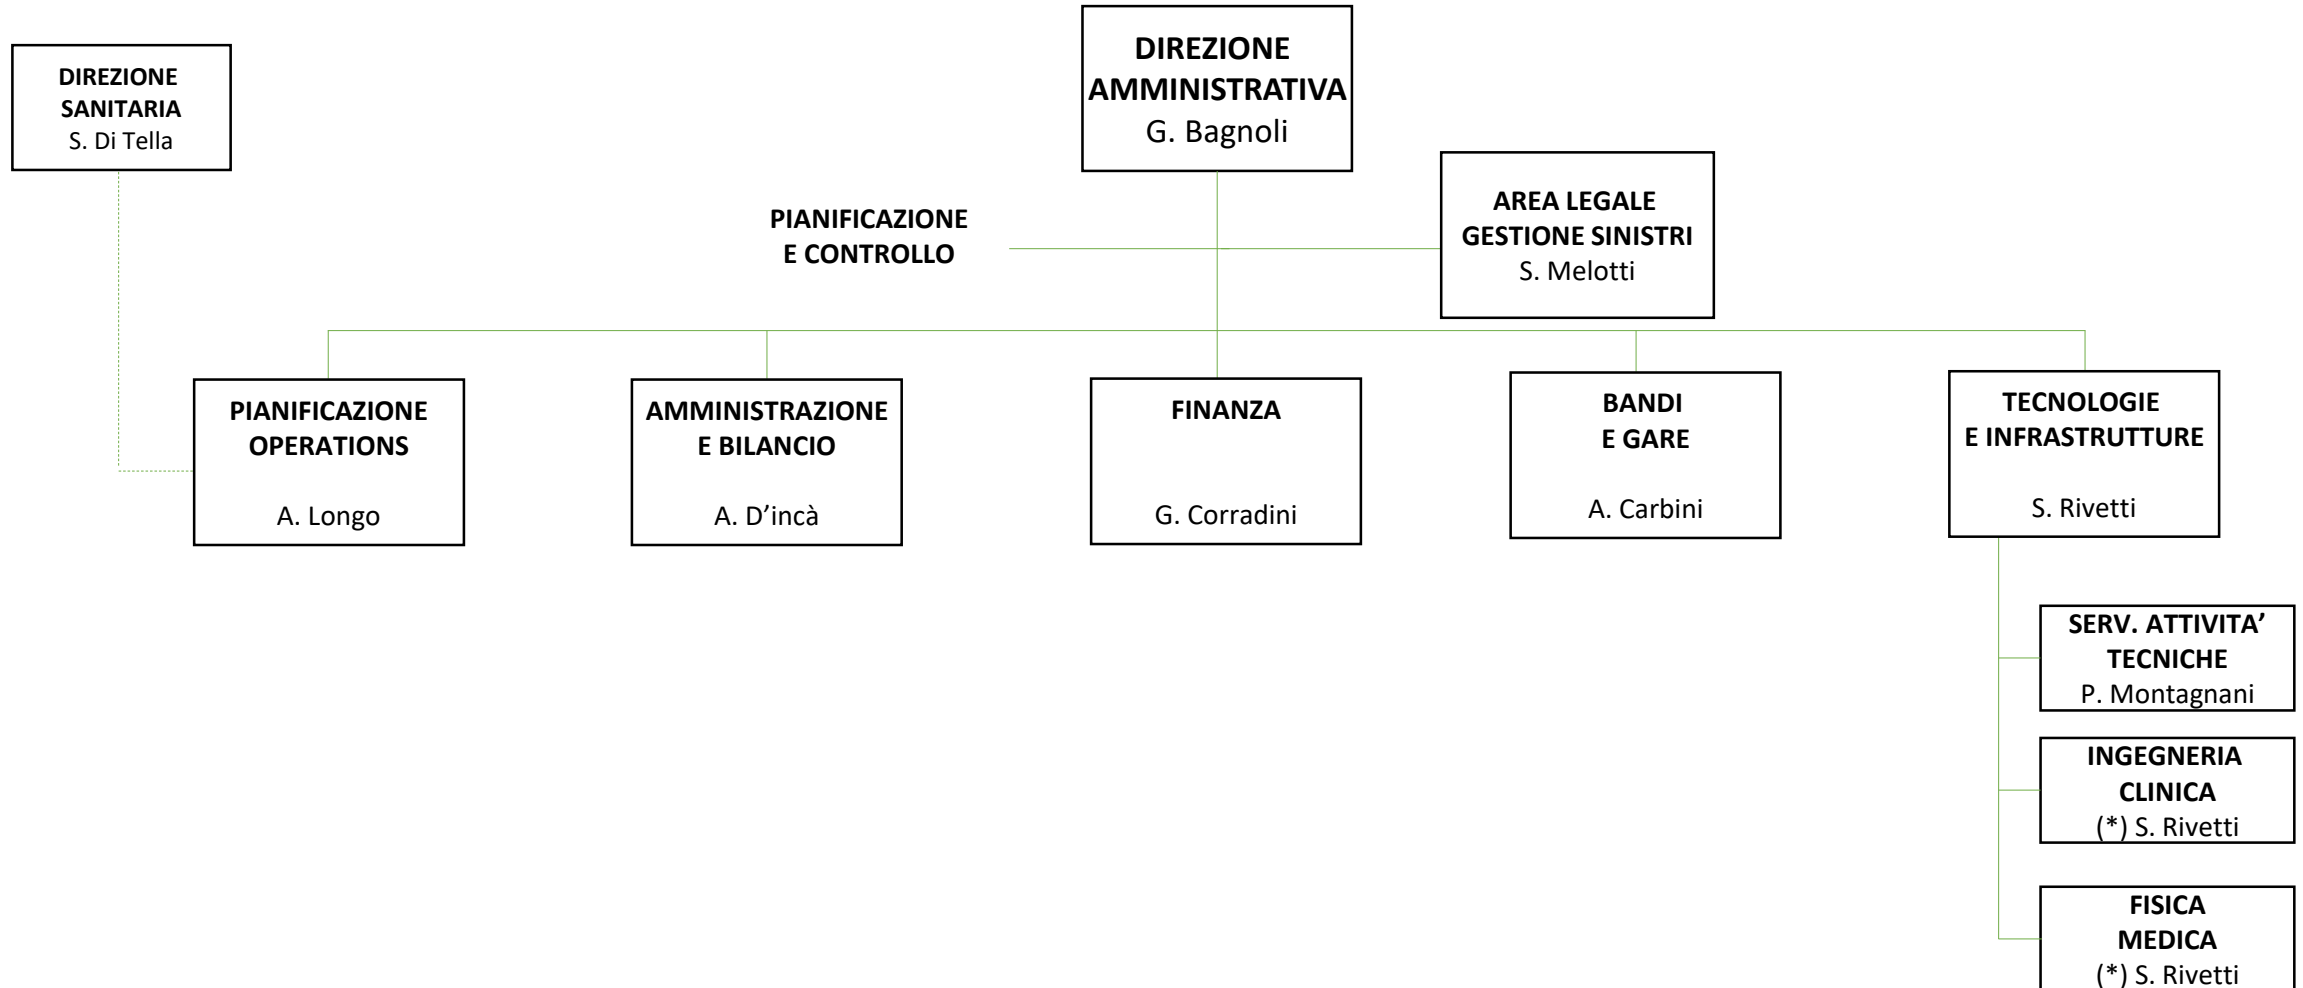 DIREZIONE
SANITARIA
S. Di Tella
DIREZIONE
AMMINISTRATIVA
G. Bagnoli
PIANIFICAZIONE
E CONTROLLO
AREA LEGALE
GESTIONE SINISTRI
S. Melotti
PIANIFICAZIONE
OPERATIONS
A. Longo
AMMINISTRAZIONE
E BILANCIO
A. D’incà
FINANZA
G. Corradini
BANDI
E GARE
A. Carbini
TECNOLOGIE
E INFRASTRUTTURE
S. Rivetti
SERV. ATTIVITA’
TECNICHE
P. Montagnani
INGEGNERIA
CLINICA
(*) S. Rivetti
FISICA
MEDICA
(*) S. Rivetti